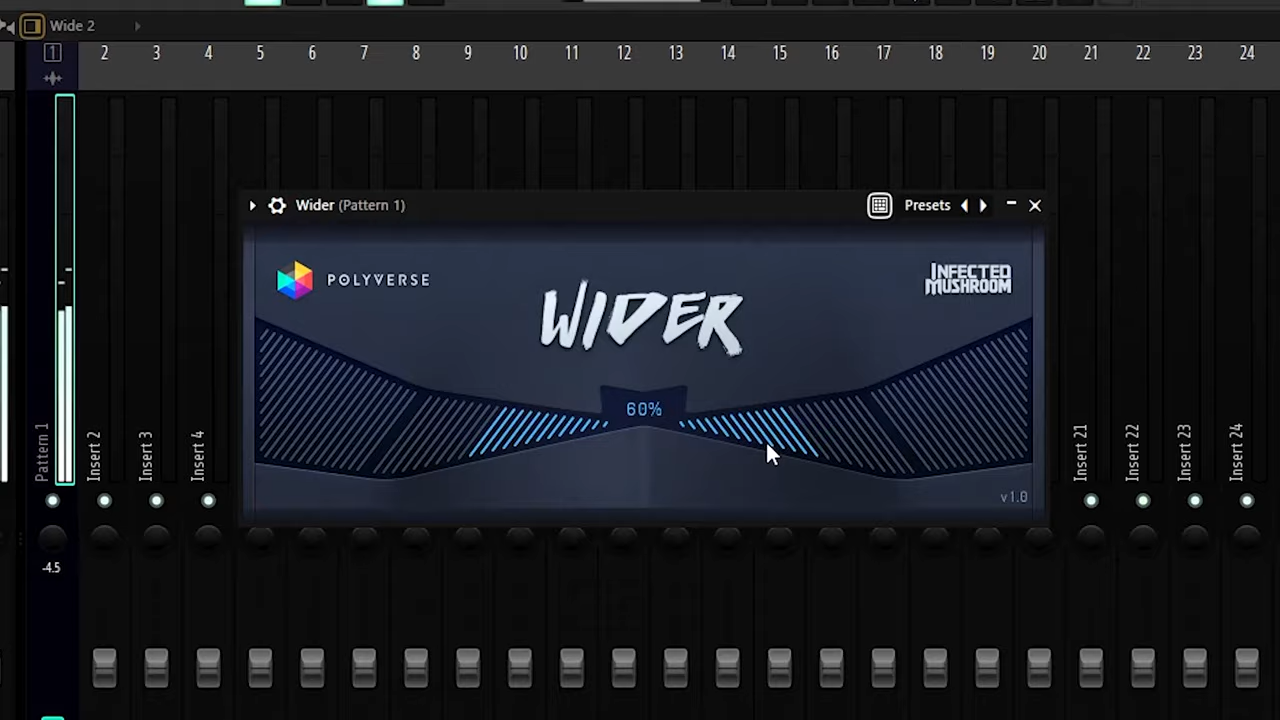 Wide 2
1 2 3 4 5 6 7 8 9 10 11 12 13 14 15 16 17 18 19 20 21 22 23 24
Wider (Pattern 1)
Presets
POLYVERSE
INFECTED
MUSHROOM
WIDER
60%
v1.0
Pattern 1
Insert 2
Insert 3
Insert 4
Insert 21
Insert 22
Insert 23
Insert 24
-4.5